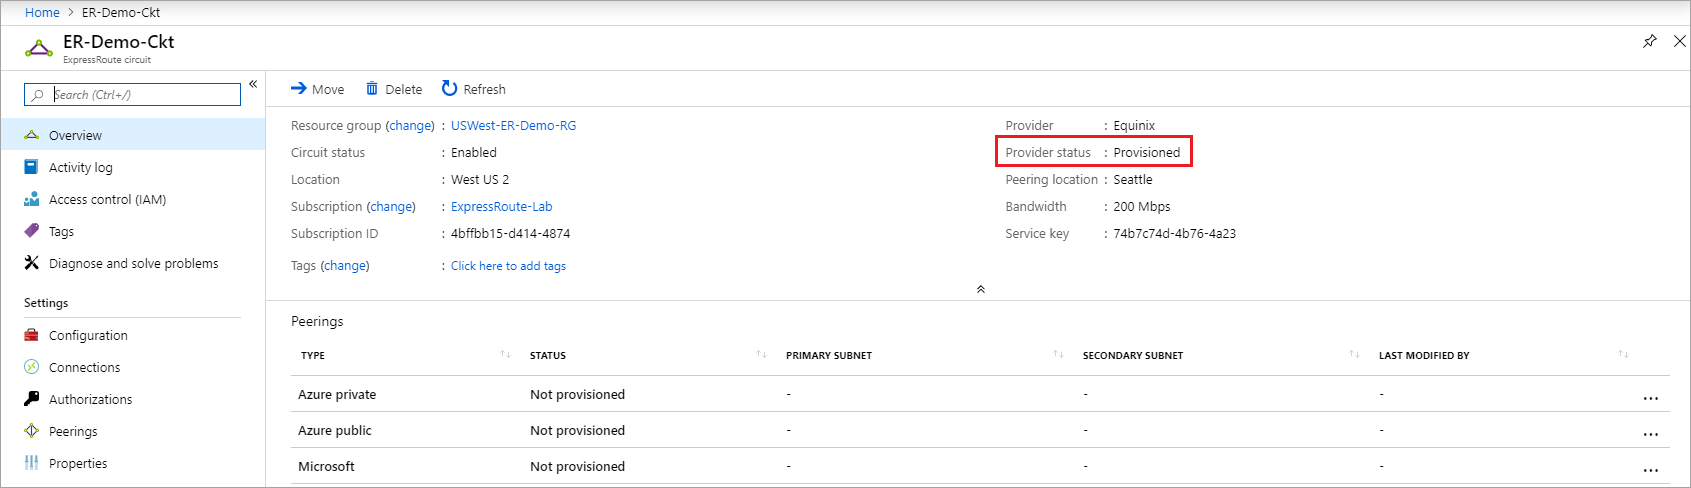 Home > ER-Demo-Ckt
ER-Demo-Ckt
ExpressRoute circuit
Search (Ctrl+/)
«
Overview
Activity log
Access control (IAM)
Tags
Diagnose and solve problems
Settings
Configuration
Connections
Authorizations
Peerings
Properties
Move Delete Refresh
Resource group (change) : USWest-ER-Demo-RG
Circuit status : Enabled
Location : West US 2
Subscription (change) : ExpressRoute-Lab
Subscription ID : 4bffbb15-d414-4874
Tags (change) : Click here to add tags
Provider : Equinix
Provider status : Provisioned
Peering location : Seattle
Bandwidth : 200 Mbps
Service key : 74b7c74d-4b76-4a23
Peerings
TYPE STATUS PRIMARY SUBNET SECONDARY SUBNET LAST MODIFIED BY
Azure private Not provisioned - - - ...
Azure public Not provisioned - - - ...
Microsoft Not provisioned - - - ...